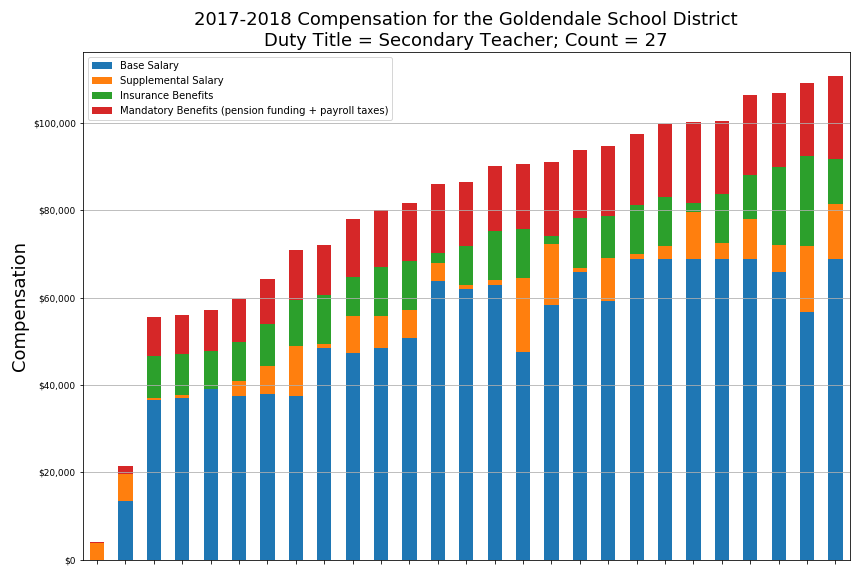 2017-2018 Compensation for the Goldendale School District
Duty Title = Secondary Teacher; Count = 27
Base Salary
Supplemental Salary
Insurance Benefits
Mandatory Benefits (pension funding + payroll taxes)
Compensation
$100,000
$80,000
$60,000
$40,000
$20,000
$0